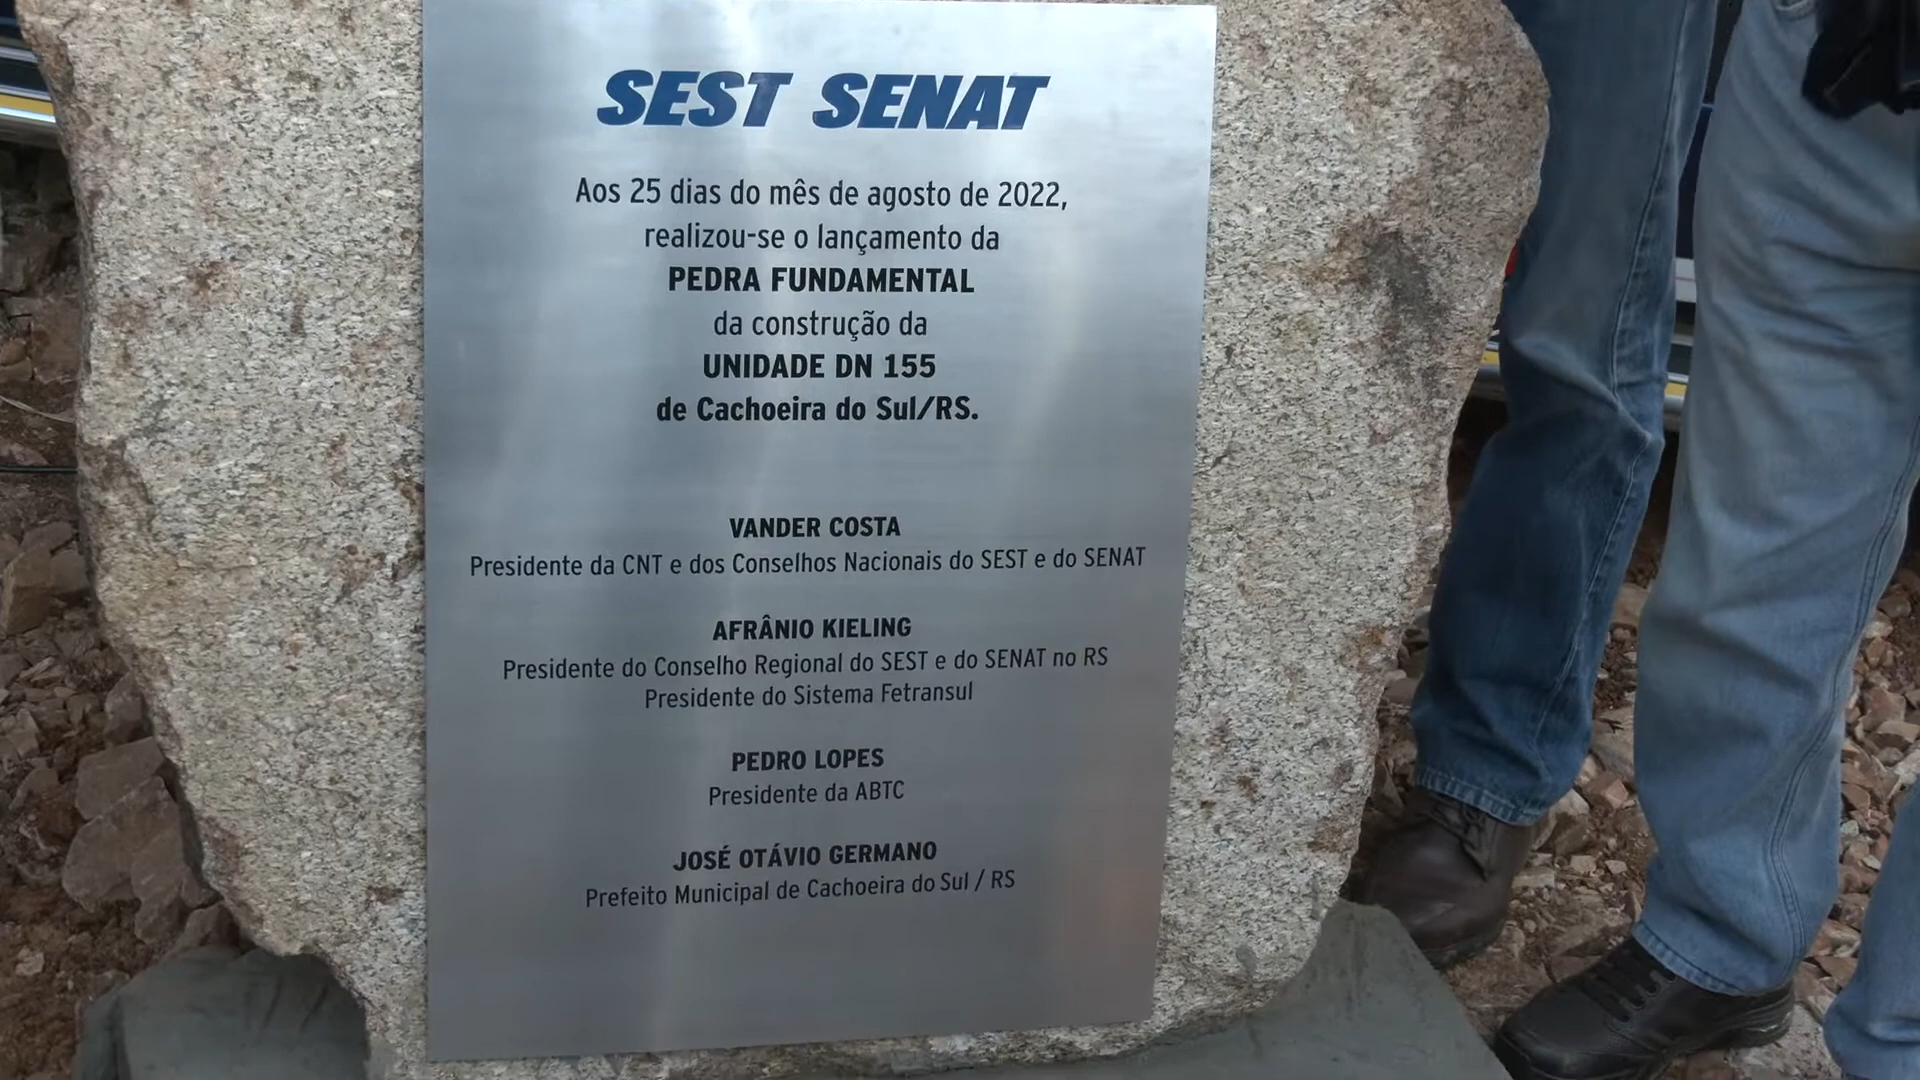 SEST SENAT
Aos 25 dias do mês de agosto de 2022,
realizou-se o lançamento da
PEDRA FUNDAMENTAL
da construção da
UNIDADE DN 155
de Cachoeira do Sul/RS.
VANDER COSTA
Presidente da CNT e dos Conselhos Nacionais do SEST e do SENAT
AFRÂNIO KIELING
Presidente do Conselho Regional do SEST e do SENAT no RS
Presidente do Sistema Fetransul
PEDRO LOPES
Presidente da ABTC
JOSÉ OTÁVIO GERMANO
Prefeito Municipal de Cachoeira do Sul / RS